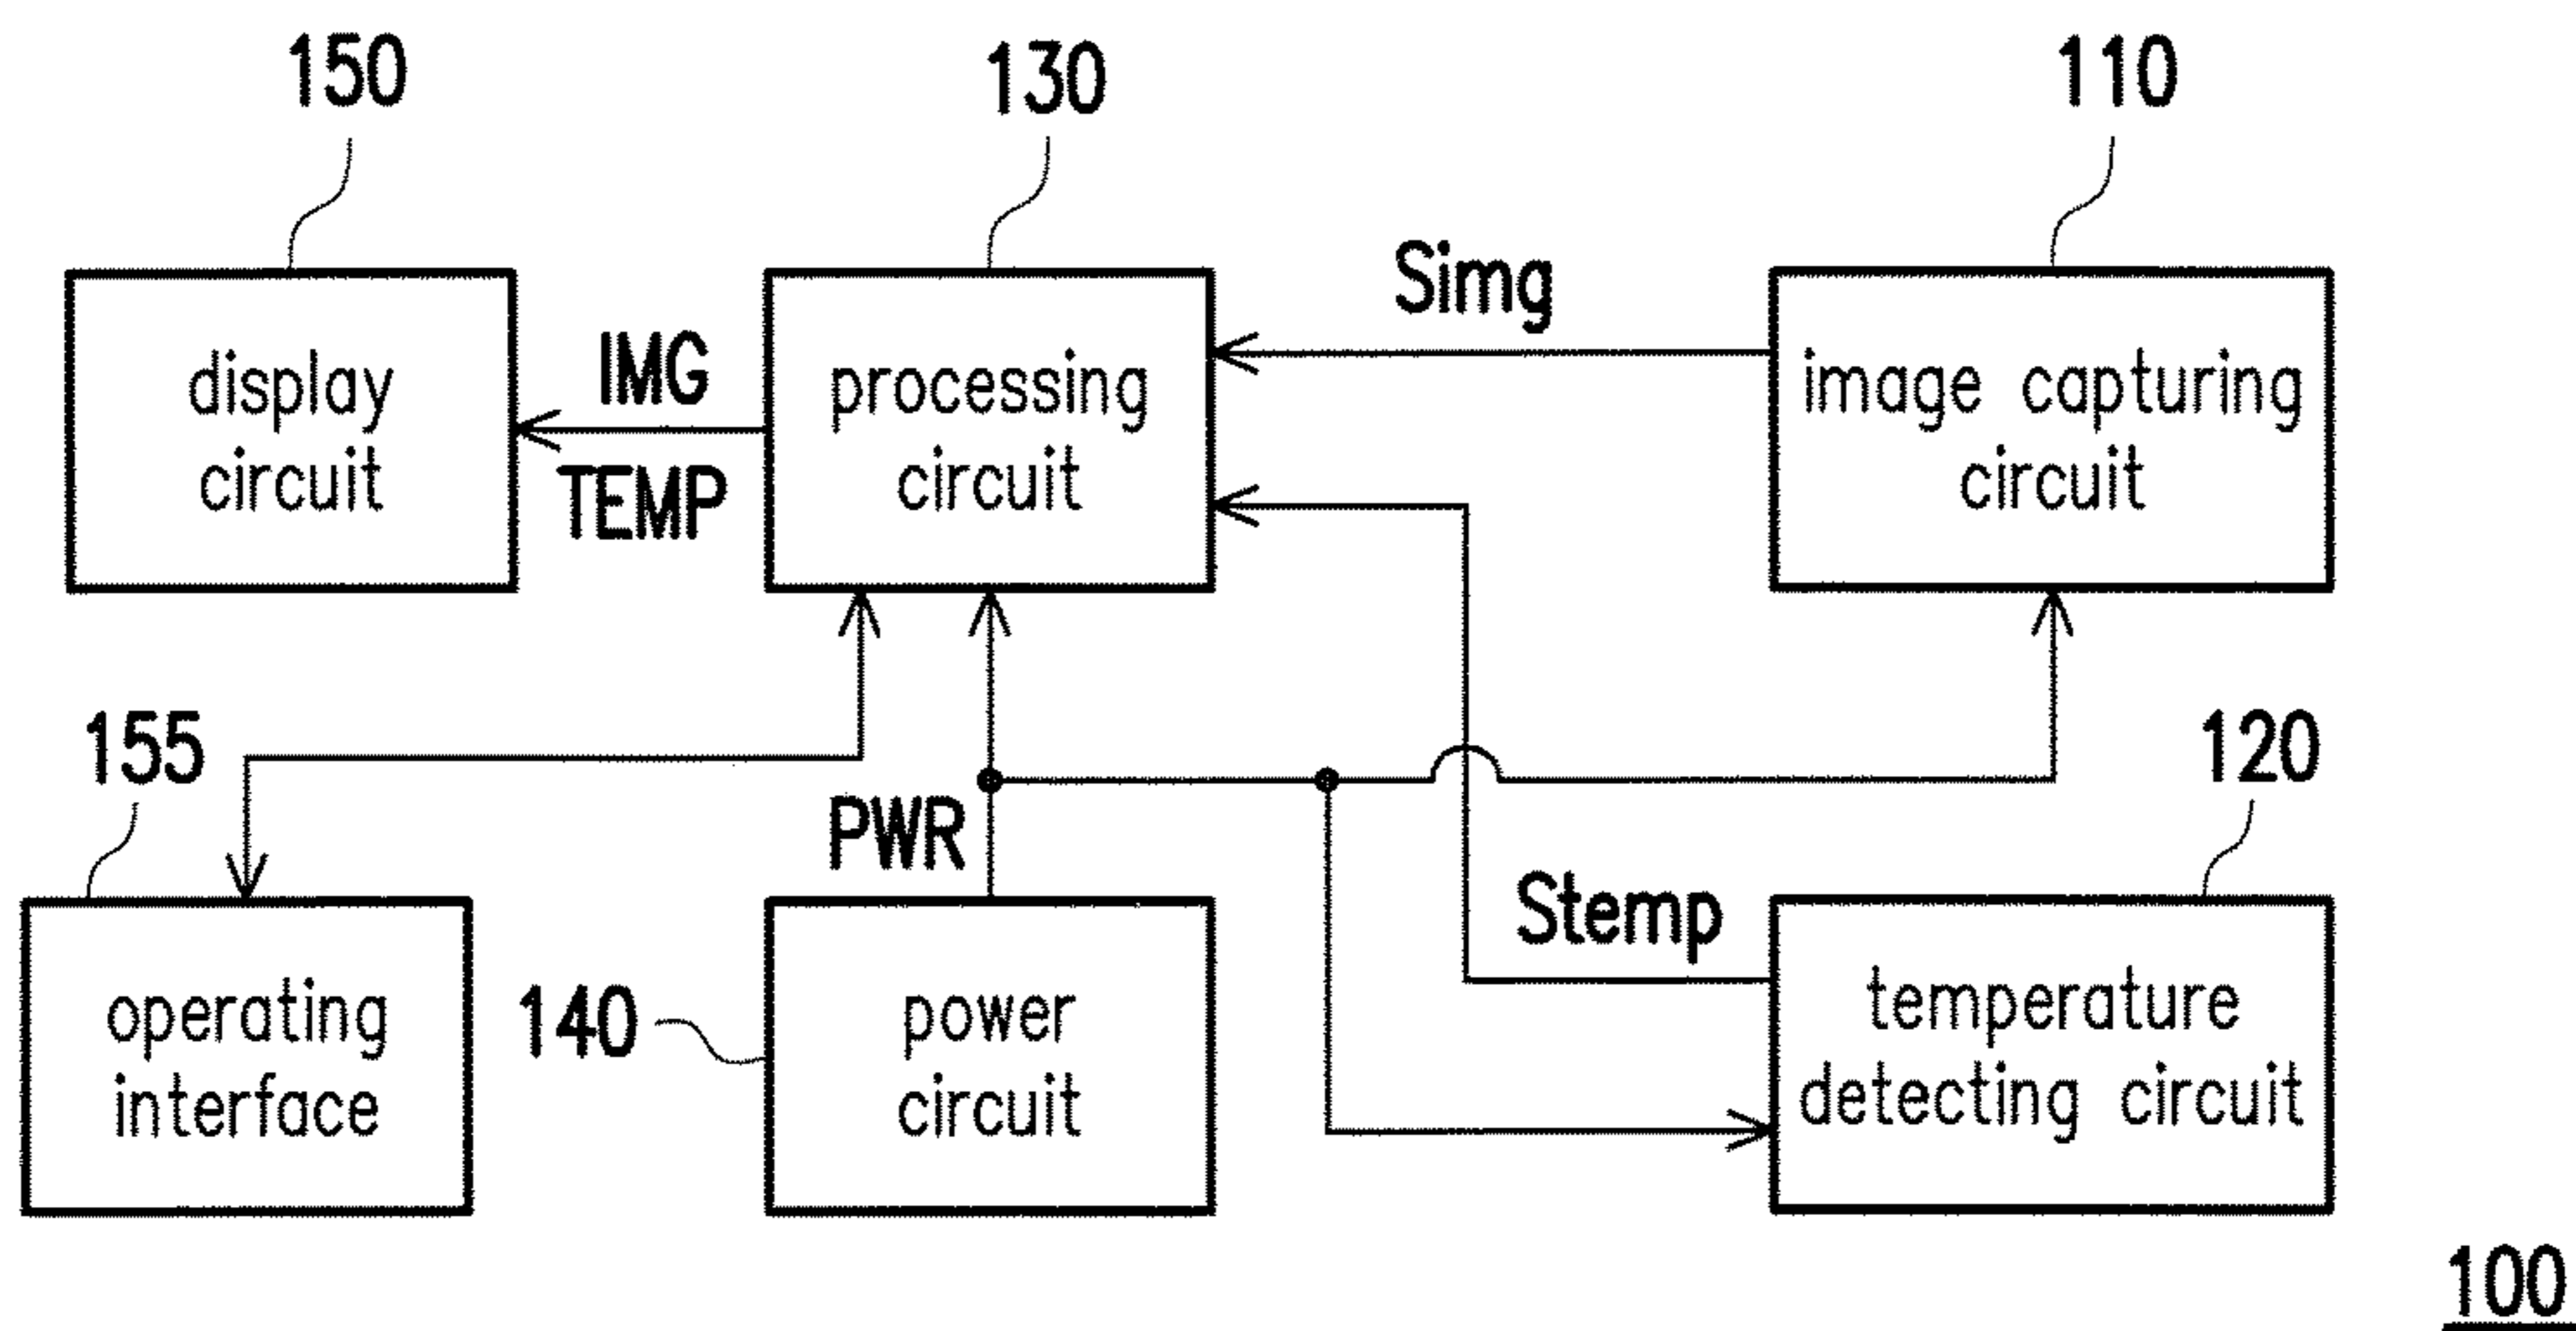 150
130
110
Simg
IMG
TEMP
display
circuit
processing
circuit
image capturing
circuit
155
120
PWR
Stemp
140
operating
interface
power
circuit
temperature
detecting circuit
100